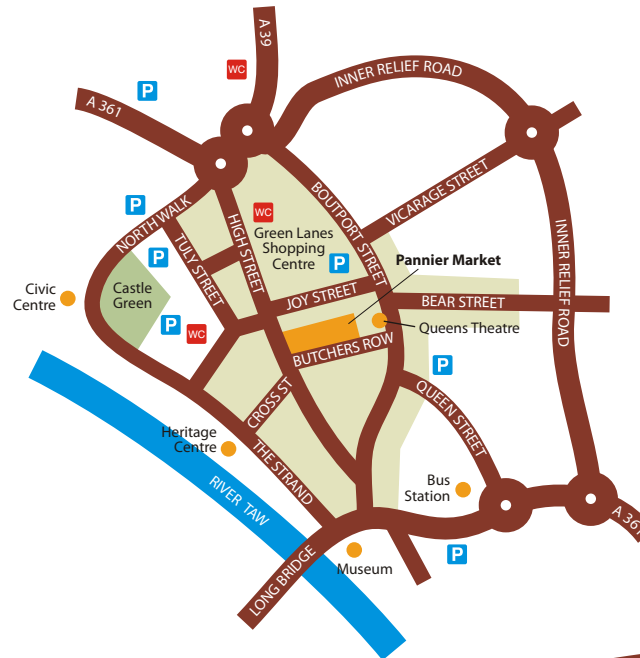 A 39
WC
INNER RELIEF ROAD
P
A 361
VICARAGE STREET
BOUTPORT STREET
P
NORTH WALK
WC
HIGH STREET
TULY STREET
Green Lanes
Shopping
Centre
P
P
INNER RELIEF ROAD
Pannier Market
Civic
Centre
Castle
Green
JOY STREET
BEAR STREET
P
WC
Queens Theatre
BUTCHERS ROW
P
CROSS ST
QUEEN STREET
Heritage
Centre
THE STRAND
RIVER TAW
Bus
Station
A 361
P
LONG BRIDGE
Museum